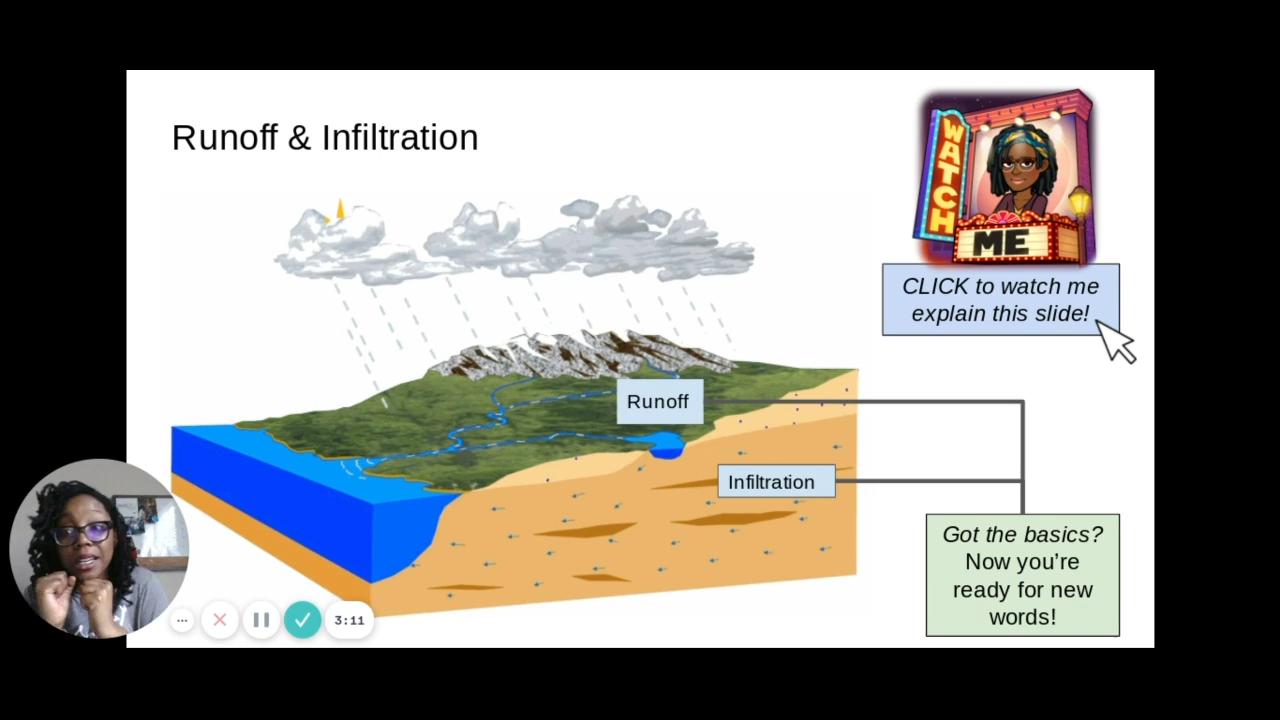 Runoff & Infiltration
WATCH
ME
CLICK to watch me
explain this slide!
Runoff
Infiltration
Got the basics?
Now you’re
ready for new
words!
3:11